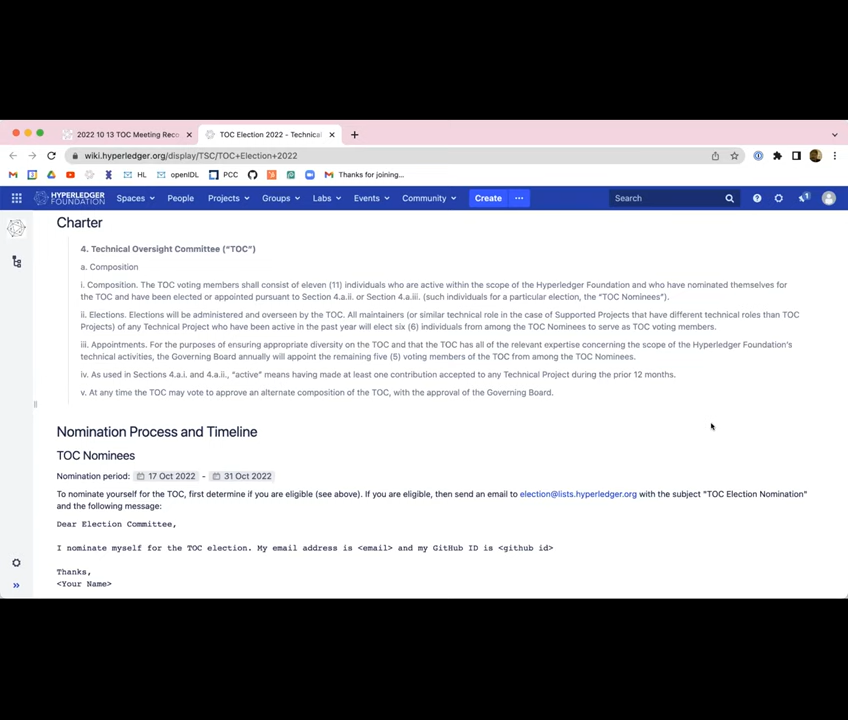 2022 10 13 TOC Meeting Reco
TOC Election 2022 - Technical
wiki.hyperledger.org/display/TSC/TOC+Election+2022
HL
openIDL
PCC
Thanks for joining...
HYPERLEDGER
FOUNDATION
Spaces
People
Projects
Groups
Labs
Events
Community
Create
Search
1
Charter
4. Technical Oversight Committee ("TOC")
a. Composition
i. Composition. The TOC voting members shall consist of eleven (11) individuals who are active within the scope of the Hyperledger Foundation and who have nominated themselves for
the TOC and have been elected or appointed pursuant to Section 4.a.ii. or Section 4.a.iii. (such individuals for a particular election, the "TOC Nominees").
ii. Elections. Elections will be administered and overseen by the TOC. All maintainers (or similar technical role in the case of Supported Projects that have different technical roles than TOC
Projects) of any Technical Project who have been active in the past year will elect six (6) individuals from among the TOC Nominees to serve as TOC voting members.
iii. Appointments. For the purposes of ensuring appropriate diversity on the TOC and that the TOC has all of the relevant expertise concerning the scope of the Hyperledger Foundation's
technical activities, the Governing Board annually will appoint the remaining five (5) voting members of the TOC from among the TOC Nominees.
iv. As used in Sections 4.a.i. and 4.a.ii., "active" means having made at least one contribution accepted to any Technical Project during the prior 12 months.
v. At any time the TOC may vote to approve an alternate composition of the TOC, with the approval of the Governing Board.
Nomination Process and Timeline
TOC Nominees
Nomination period: 17 Oct 2022 - 31 Oct 2022
To nominate yourself for the TOC, first determine if you are eligible (see above). If you are eligible, then send an email to election@lists.hyperledger.org with the subject "TOC Election Nomination"
and the following message:
Dear Election Committee,
I nominate myself for the TOC election. My email address is <email> and my GitHub ID is <github id>
Thanks,
<Your Name>